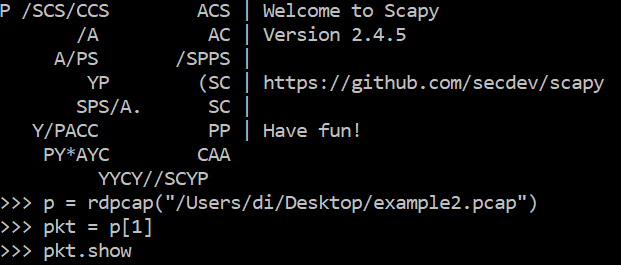 P /SCS/CCS        ACS | Welcome to Scapy
       /A         AC | Version 2.4.5
     A/PS       /SPPS |
        YP        (SC | https://github.com/secdev/scapy
       SPS/A.      SC |
   Y/PACC          PP | Have fun!
    PY*AYC        CAA
         YYCY//SCYP
>>> p = rdpcap("/Users/di/Desktop/example2.pcap")
>>> pkt = p[1]
>>> pkt.show